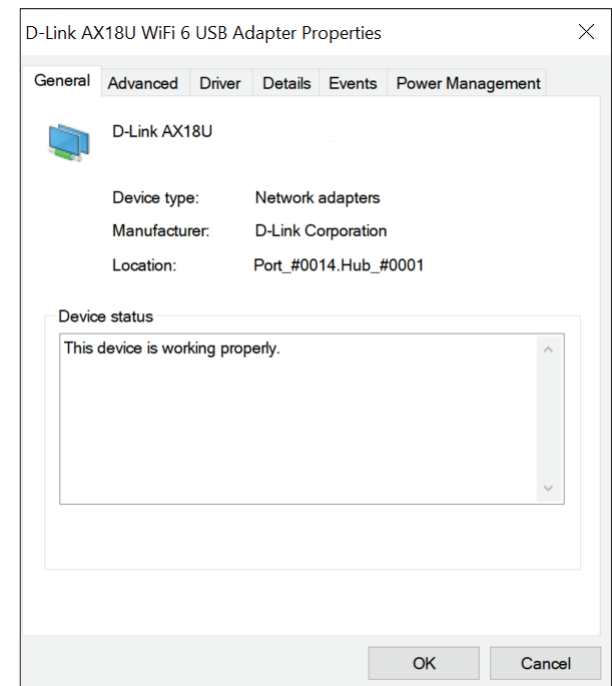 D-Link AX18U WiFi 6 USB Adapter Properties
General Advanced Driver Details Events Power Management
D-Link AX18U
Device type: Network adapters
Manufacturer: D-Link Corporation
Location: Port_#0014.Hub_#0001
Device status
This device is working properly.
OK Cancel